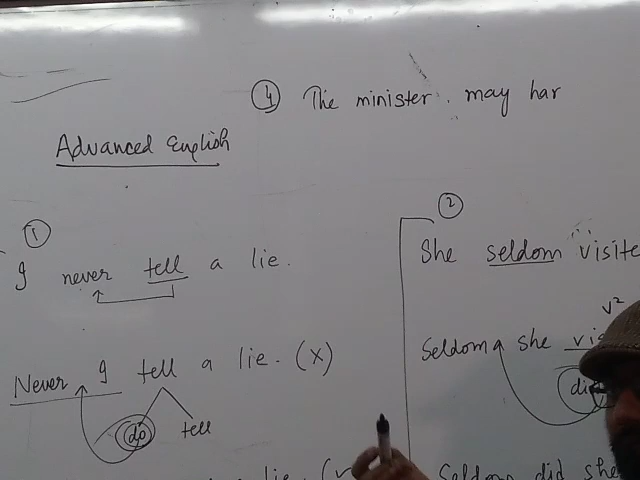 ④ The minister. may har
Advanced English
①
I never tell a lie.
Never I tell a lie. (x)
do tell
②
She seldom visite
V²
Seldom she vis
di
lie.
Seldom did she